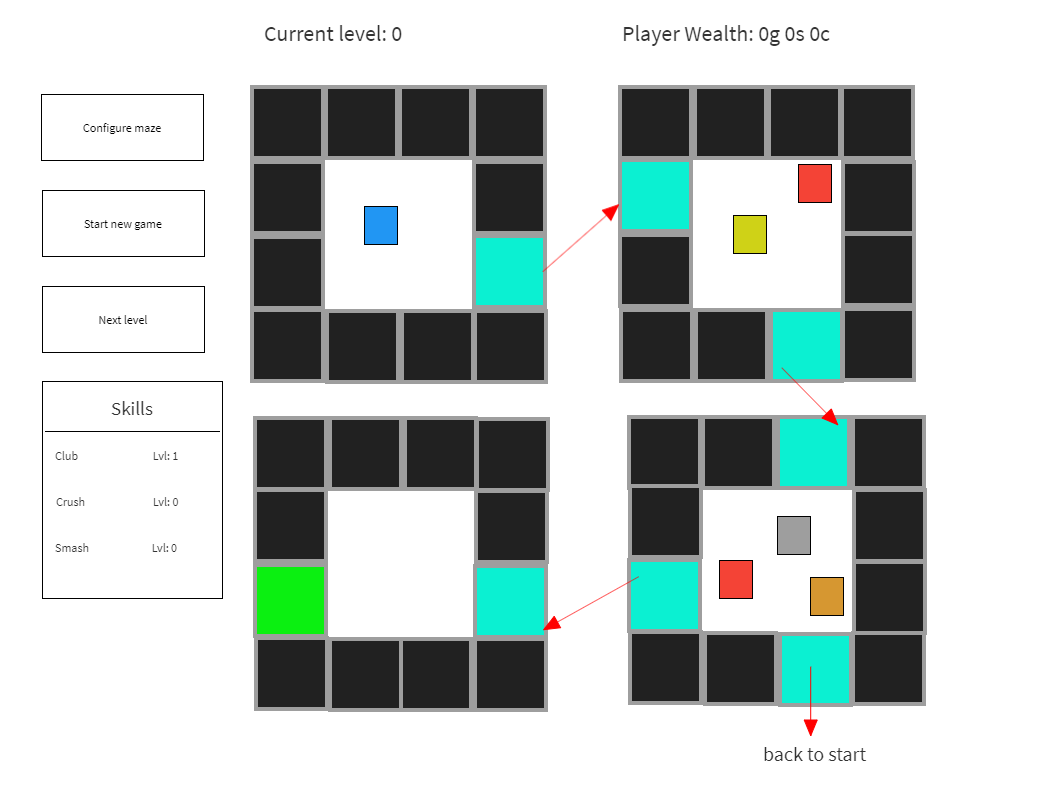 Current level: 0
Player Wealth: 0g 0s 0c
Configure maze
Start new game
Next level
Skills
Club Lvl: 1
Crush Lvl: 0
Smash Lvl: 0
back to start